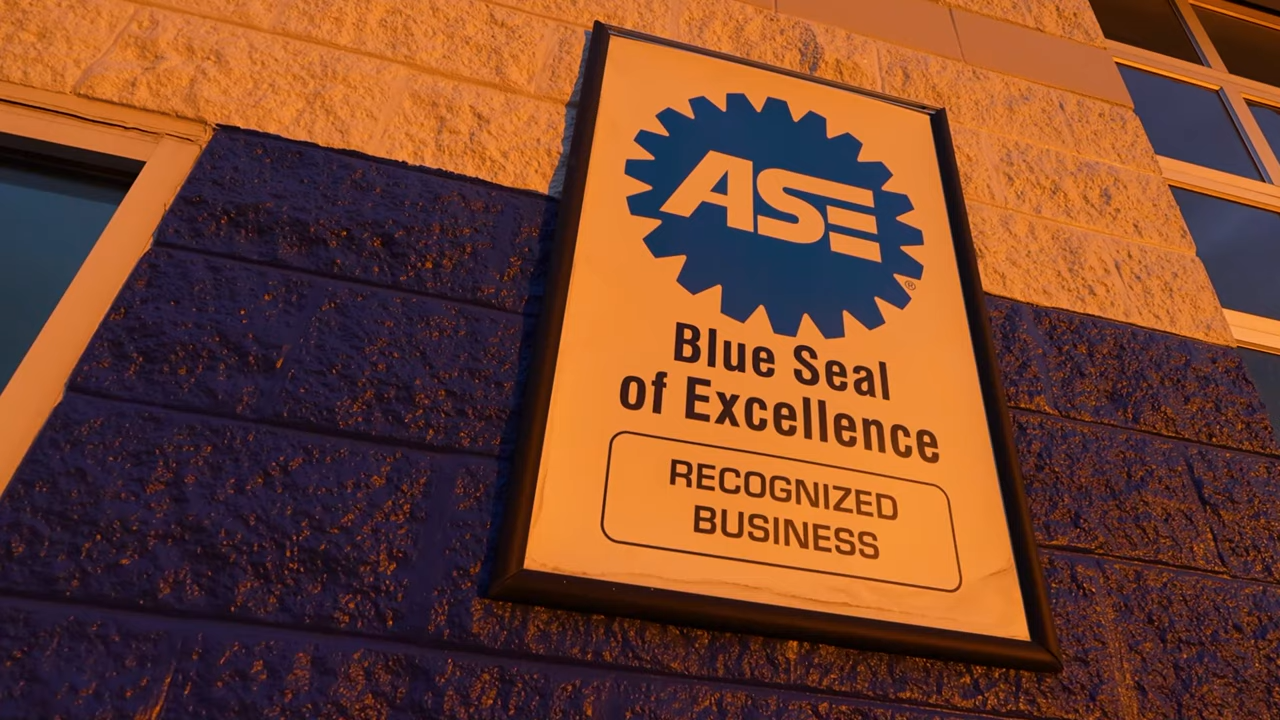 ASE
®
Blue Seal
of Excellence
RECOGNIZED
BUSINESS